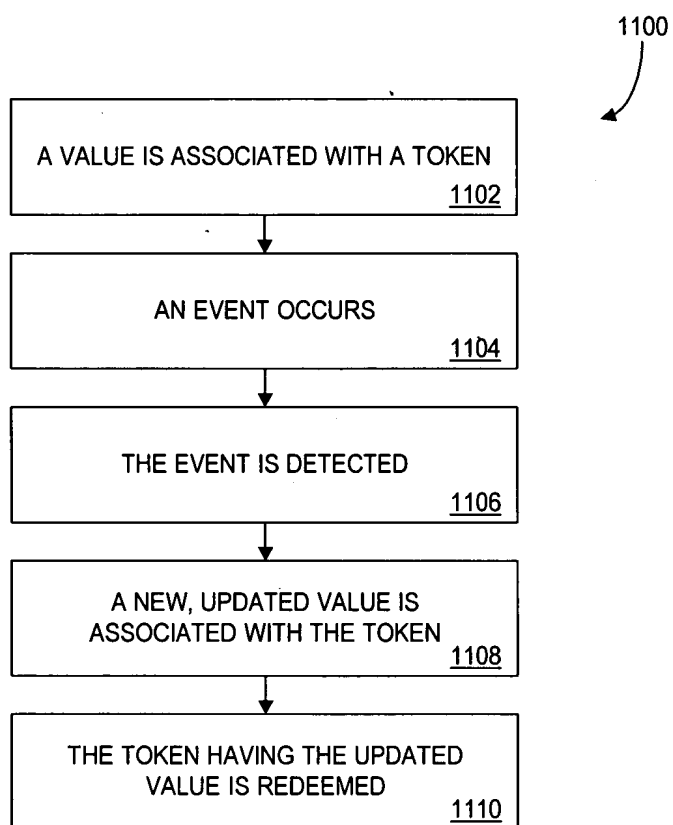 1100
A VALUE IS ASSOCIATED WITH A TOKEN
1102
AN EVENT OCCURS
1104
THE EVENT IS DETECTED
1106
A NEW, UPDATED VALUE IS
ASSOCIATED WITH THE TOKEN
1108
THE TOKEN HAVING THE UPDATED
VALUE IS REDEEMED
1110